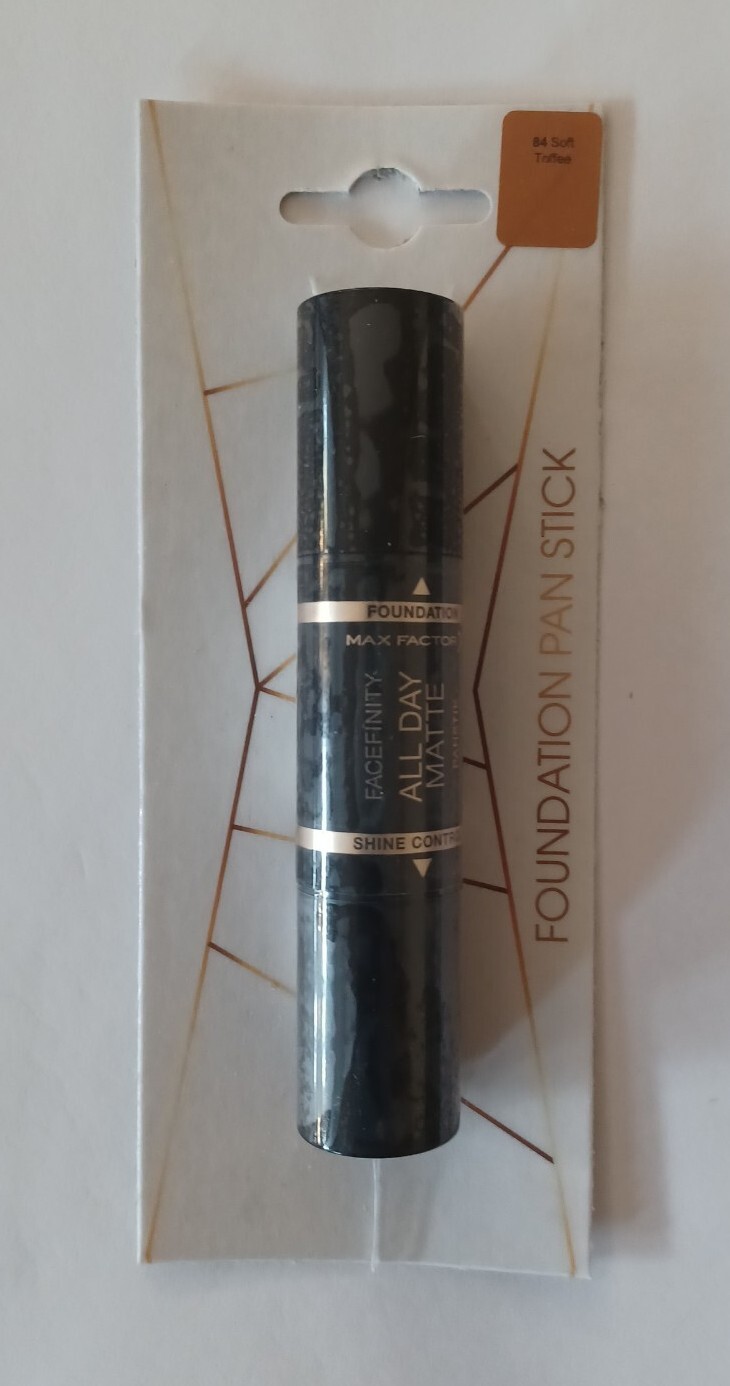 84 Soft
Toffee
FOUNDATION
MAX FACTOR
FACEFINITY
ALL DAY
MATTE
SHINE CONTRO
FOUNDATION PAN STICK